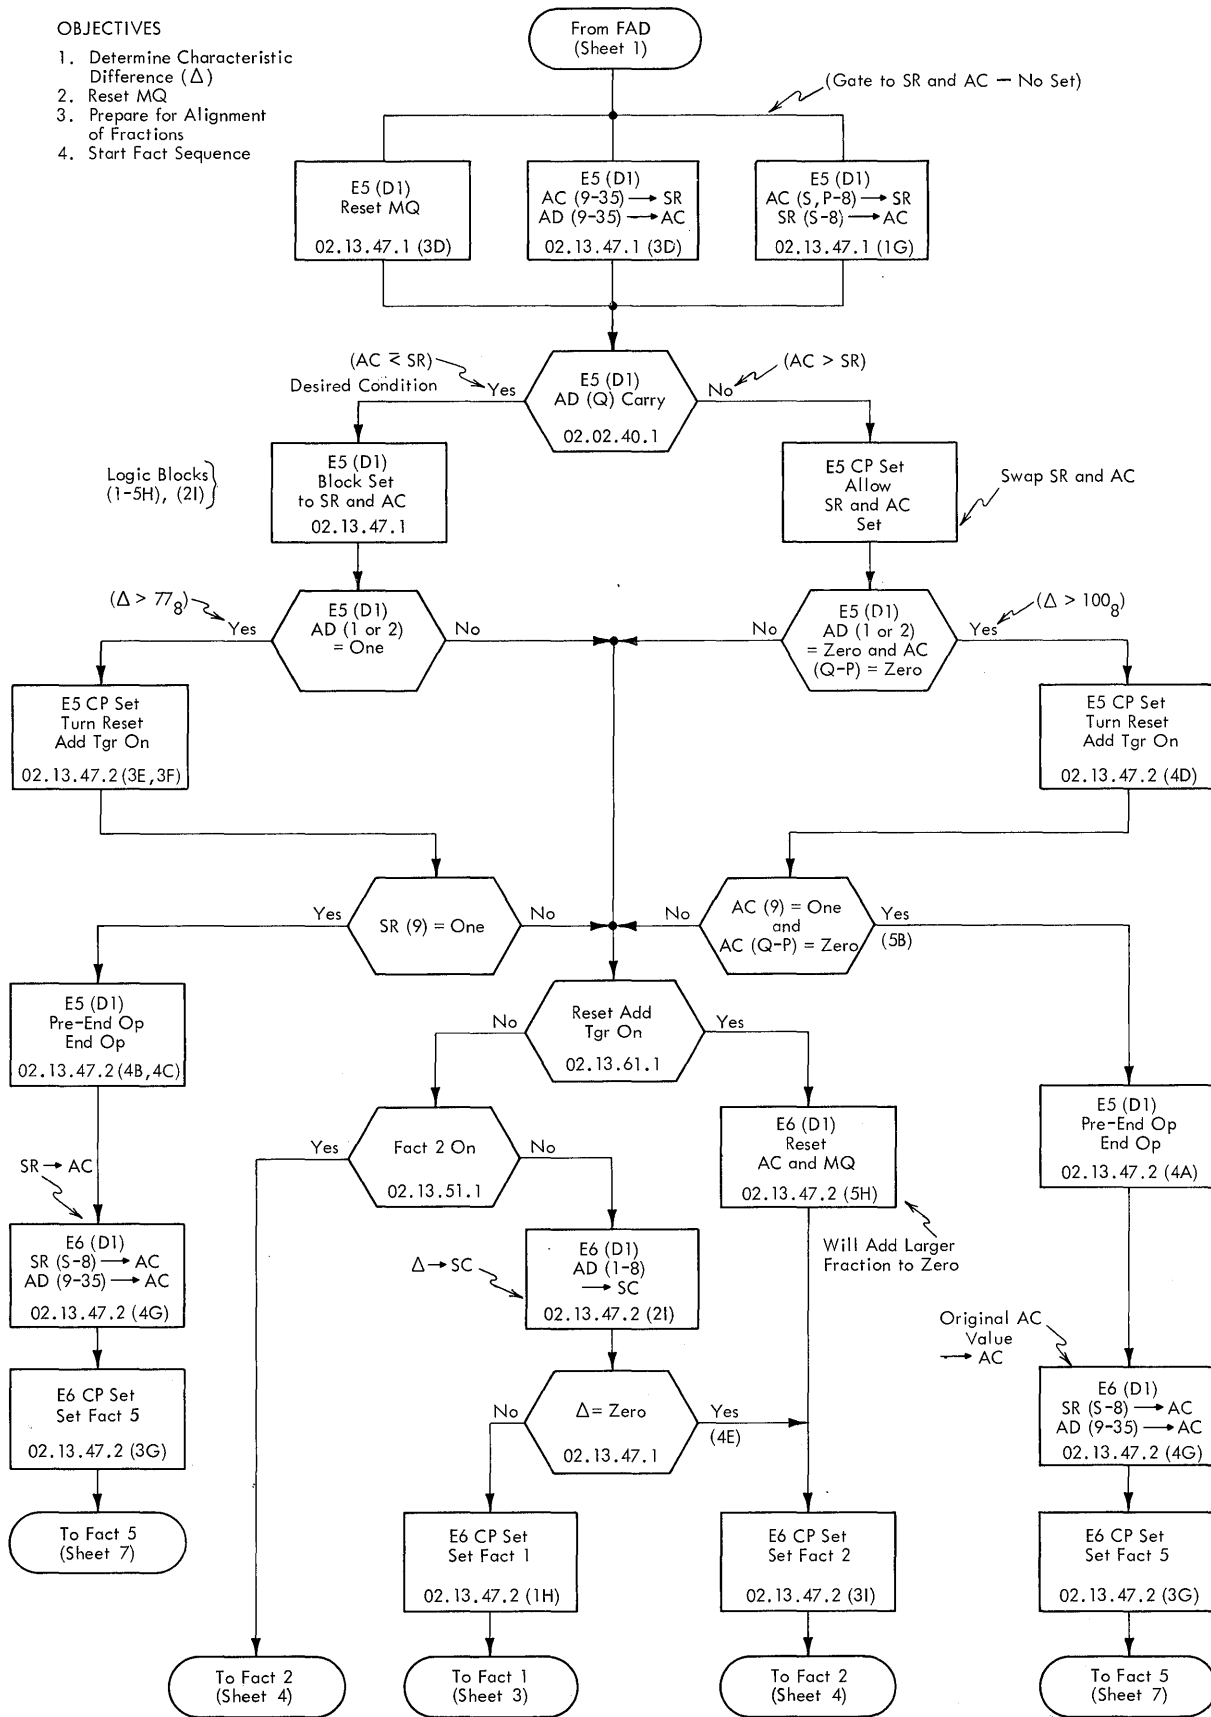 OBJECTIVES
1. Determine Characteristic
Difference (Δ)
2. Reset MQ
3. Prepare for Alignment
of Fractions
4. Start Fact Sequence
From FAD
(Sheet 1)
(Gate to SR and AC — No Set)
E5 (D1)
Reset MQ
02.13.47.1 (3D)
E5 (D1)
AC (9-35) → SR
AD (9-35) → AC
02.13.47.1 (3D)
E5 (D1)
AC (S,P-8) → SR
SR (S-8) → AC
02.13.47.1 (1G)
(AC ⋜ SR)
Desired Condition
Yes
E5 (D1)
AD (Q) Carry
02.02.40.1
No
(AC > SR)
Logic Blocks
(1-5H), (2I)
E5 (D1)
Block Set
to SR and AC
02.13.47.1
E5 CP Set
Allow
SR and AC
Set
Swap SR and AC
(Δ > 77₈)
Yes
E5 (D1)
AD (1 or 2)
= One
No
No
E5 (D1)
AD (1 or 2)
= Zero and AC
(Q-P) = Zero
Yes
(Δ > 100₈)
E5 CP Set
Turn Reset
Add Tgr On
02.13.47.2 (3E,3F)
E5 CP Set
Turn Reset
Add Tgr On
02.13.47.2 (4D)
Yes
SR (9) = One
No
No
AC (9) = One
and
AC (Q-P) = Zero
Yes
(5B)
E5 (D1)
Pre-End Op
End Op
02.13.47.2 (4B,4C)
No
Reset Add
Tgr On
02.13.61.1
Yes
E5 (D1)
Pre-End Op
End Op
02.13.47.2 (4A)
Yes
Fact 2 On
02.13.51.1
No
E6 (D1)
Reset
AC and MQ
02.13.47.2 (5H)
Will Add Larger
Fraction to Zero
SR → AC
E6 (D1)
SR (S-8) → AC
AD (9-35) → AC
02.13.47.2 (4G)
Δ → SC
E6 (D1)
AD (1-8)
→ SC
02.13.47.2 (2I)
Original AC
Value
→ AC
E6 (D1)
SR (S-8) → AC
AD (9-35) → AC
02.13.47.2 (4G)
E6 CP Set
Set Fact 5
02.13.47.2 (3G)
No
Δ = Zero
02.13.47.1
Yes
(4E)
To Fact 5
(Sheet 7)
E6 CP Set
Set Fact 1
02.13.47.2 (1H)
E6 CP Set
Set Fact 2
02.13.47.2 (3I)
E6 CP Set
Set Fact 5
02.13.47.2 (3G)
To Fact 2
(Sheet 4)
To Fact 1
(Sheet 3)
To Fact 2
(Sheet 4)
To Fact 5
(Sheet 7)